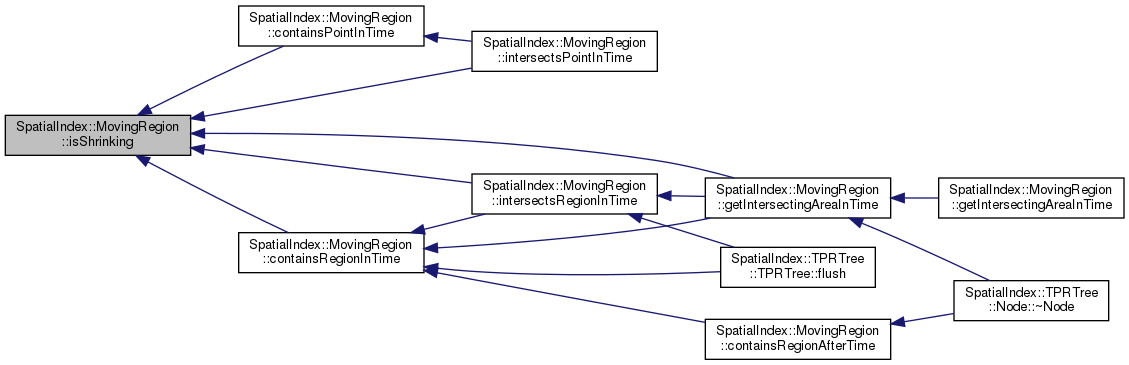 SpatialIndex::MovingRegion
::containsPointInTime
SpatialIndex::MovingRegion
::intersectsPointInTime
SpatialIndex::MovingRegion
::isShrinking
SpatialIndex::MovingRegion
::intersectsRegionInTime
SpatialIndex::MovingRegion
::getIntersectingAreaInTime
SpatialIndex::MovingRegion
::getIntersectingAreaInTime
SpatialIndex::MovingRegion
::containsRegionInTime
SpatialIndex::TPRTree
::TPRTree::flush
SpatialIndex::TPRTree
::Node::~Node
SpatialIndex::MovingRegion
::containsRegionAfterTime